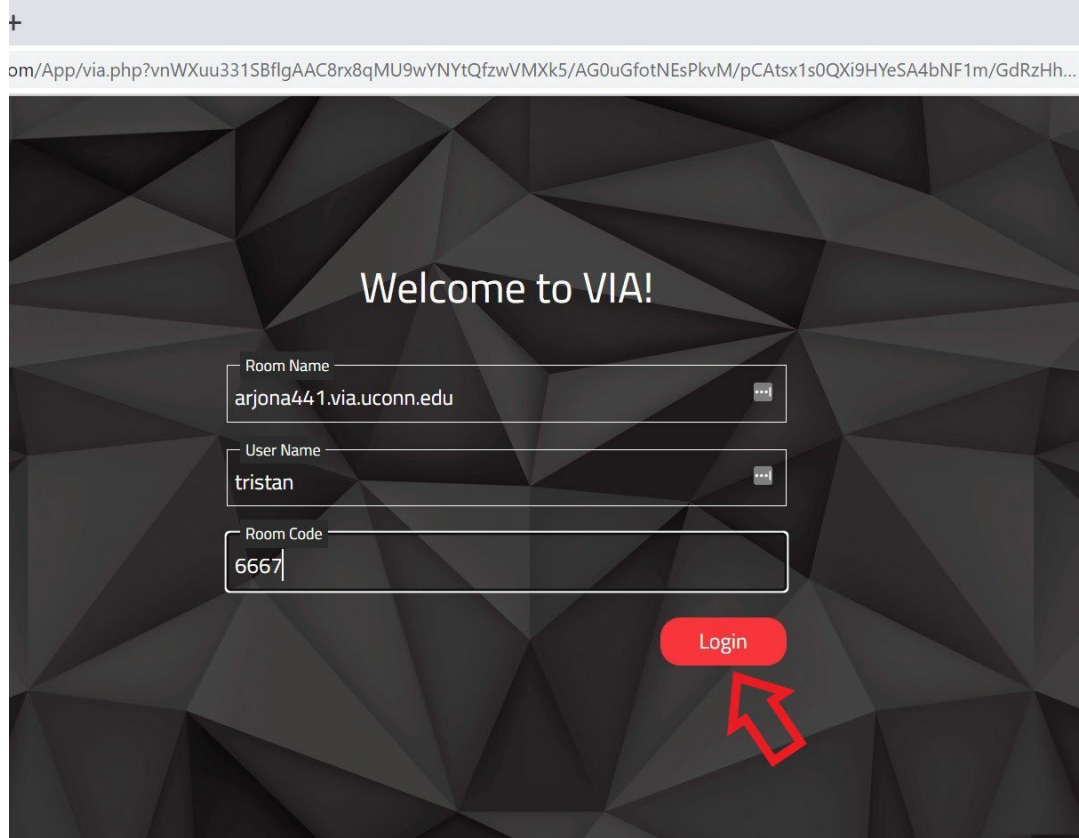 +
om/App/via.php?vnWXuu331SBflgAAC8rx8qMU9wYNYtQfzwVMXk5/AG0uGfotNEsPkvM/pCAtsx1s0QXi9HYeSA4bNF1m/GdRzHh...
Welcome to VIA!
Room Name
arjona441.via.uconn.edu
User Name
tristan
Room Code
6667
Login